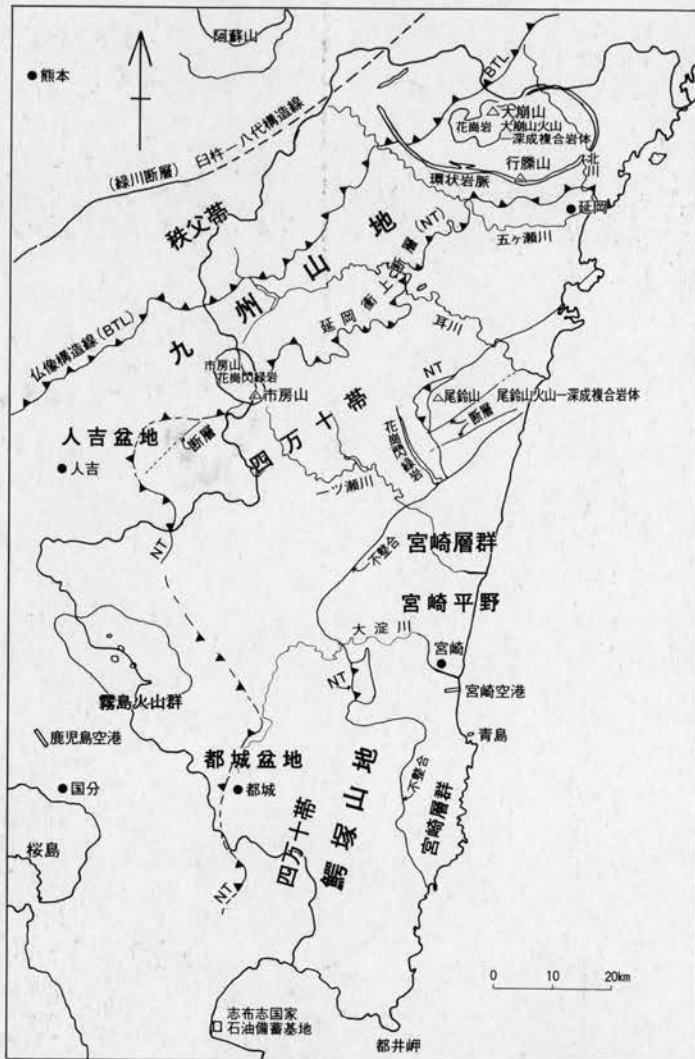 阿蘇山
熊本
BTL
大崩山
花崗岩
大崩山火山
—深成複合岩体
行縢山
北川
環状岩脈
延岡
五ヶ瀬川
(緑川断層)
臼杵—八代構造線
秩父帯
九州山地
延岡衝上断層(NT)
耳川
仏像構造線(BTL)
市房山
花崗閃緑岩
市房山
NT
尾鈴山
尾鈴山火山—深成複合岩体
断層
花崗閃緑岩
四万十帯
人吉盆地
断層
人吉
一ツ瀬川
NT
不整合
宮崎層群
宮崎平野
大淀川
宮崎
NT
宮崎空港
霧島火山群
鹿児島空港
青島
都城盆地
都城
国分
不整合
宮崎層群
四万十帯
鰐塚山地
桜島
NT
0
10
20km
志布志国家
石油備蓄基地
都井岬